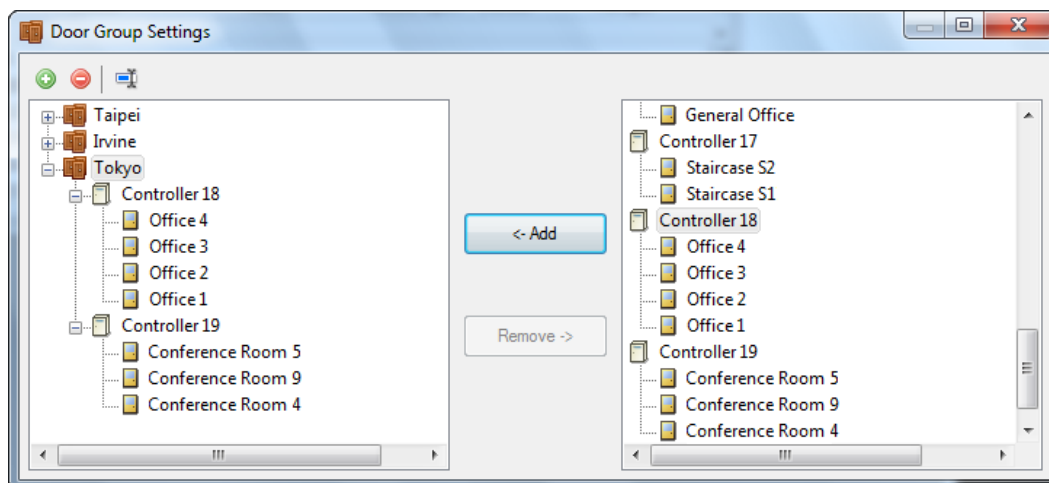 Door Group Settings
Taipei
Irvine
Tokyo
Controller 18
Office 4
Office 3
Office 2
Office 1
Controller 19
Conference Room 5
Conference Room 9
Conference Room 4
<- Add
Remove ->
General Office
Controller 17
Staircase S2
Staircase S1
Controller 18
Office 4
Office 3
Office 2
Office 1
Controller 19
Conference Room 5
Conference Room 9
Conference Room 4